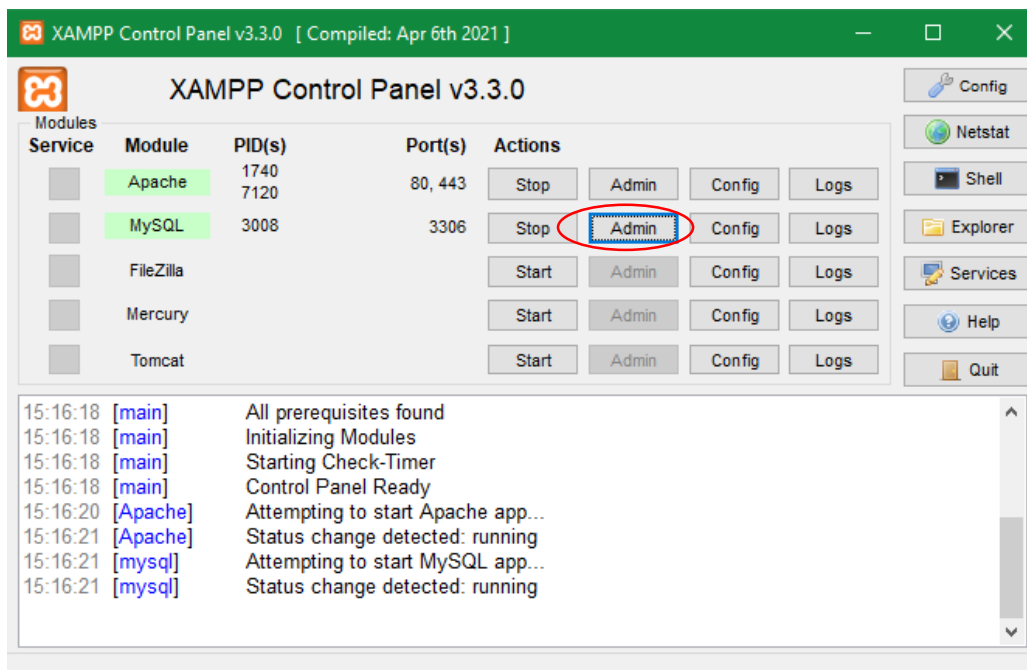 XAMPP Control Panel v3.3.0 [ Compiled: Apr 6th 2021 ]
XAMPP Control Panel v3.3.0
Config
Modules
Service Module PID(s) Port(s) Actions
Netstat
Apache 1740 80, 443 Stop Admin Config Logs
7120
Shell
MySQL 3008 3306 Stop Admin Config Logs
Explorer
FileZilla Start Admin Config Logs
Services
Mercury Start Admin Config Logs
Help
Tomcat Start Admin Config Logs
Quit
15:16:18 [main] All prerequisites found
15:16:18 [main] Initializing Modules
15:16:18 [main] Starting Check-Timer
15:16:18 [main] Control Panel Ready
15:16:20 [Apache] Attempting to start Apache app...
15:16:21 [Apache] Status change detected: running
15:16:21 [mysql] Attempting to start MySQL app...
15:16:21 [mysql] Status change detected: running